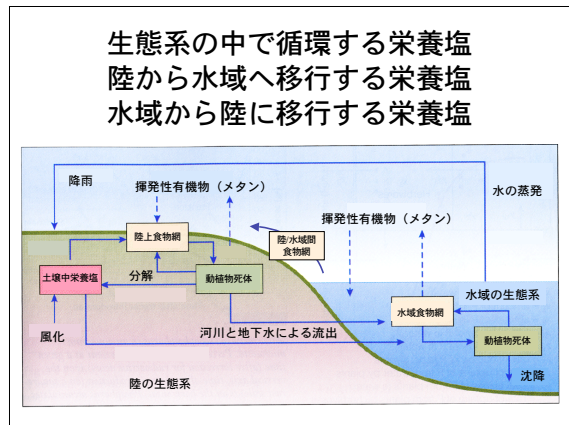 生態系の中で循環する栄養塩
陸から水域へ移行する栄養塩
水域から陸に移行する栄養塩
降雨
揮発性有機物（メタン）
水の蒸発
揮発性有機物（メタン）
陸上食物網
陸/水域間
食物網
土壌中栄養塩
分解
動植物死体
水域の生態系
水域食物網
風化
河川と地下水による流出
動植物死体
陸の生態系
沈降